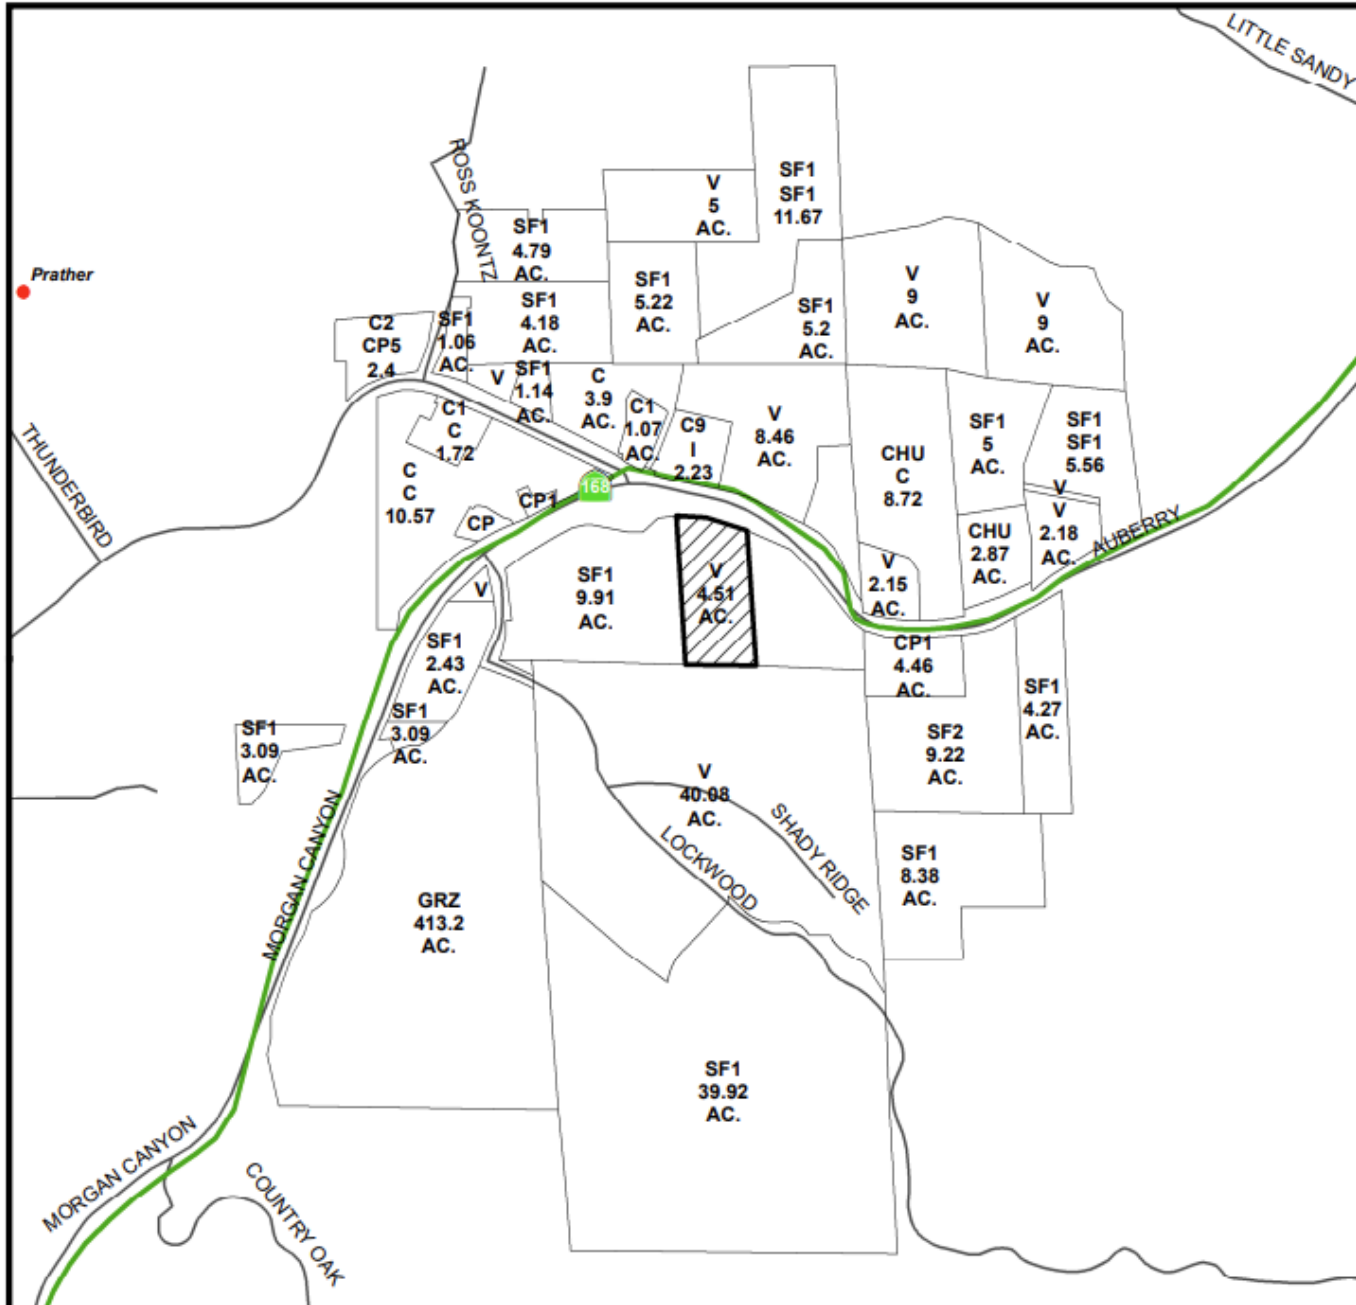 LITTLE SANDY
ROSS KOONTZ
SF1
SF1
11.67
V
5
AC.
SF1
4.79
AC.
Prather
SF1
5.22
AC.
V
9
AC.
V
9
AC.
SF1
4.18
AC.
SF1
5.2
AC.
C2
CP5
2.4
SF1
1.06
AC.
V
SF1
1.14
AC.
C
3.9
AC.
C1
1.07
AC.
C9
I
2.23
V
8.46
AC.
C1
C
1.72
CHU
C
8.72
SF1
5
AC.
SF1
SF1
5.56
THUNDERBIRD
C
C
10.57
CP
CP1
168
V
V
2.18
AC.
AUBERRY
CHU
2.87
AC.
V
2.15
AC.
V
SF1
9.91
AC.
V
4.51
AC.
SF1
2.43
AC.
CP1
4.46
AC.
SF1
4.27
AC.
SF1
3.09
AC.
SF1
3.09
AC.
SF2
9.22
AC.
V
40.08
AC.
SHADY RIDGE
LOCKWOOD
MORGAN CANYON
SF1
8.38
AC.
GRZ
413.2
AC.
SF1
39.92
AC.
MORGAN CANYON
COUNTRY OAK